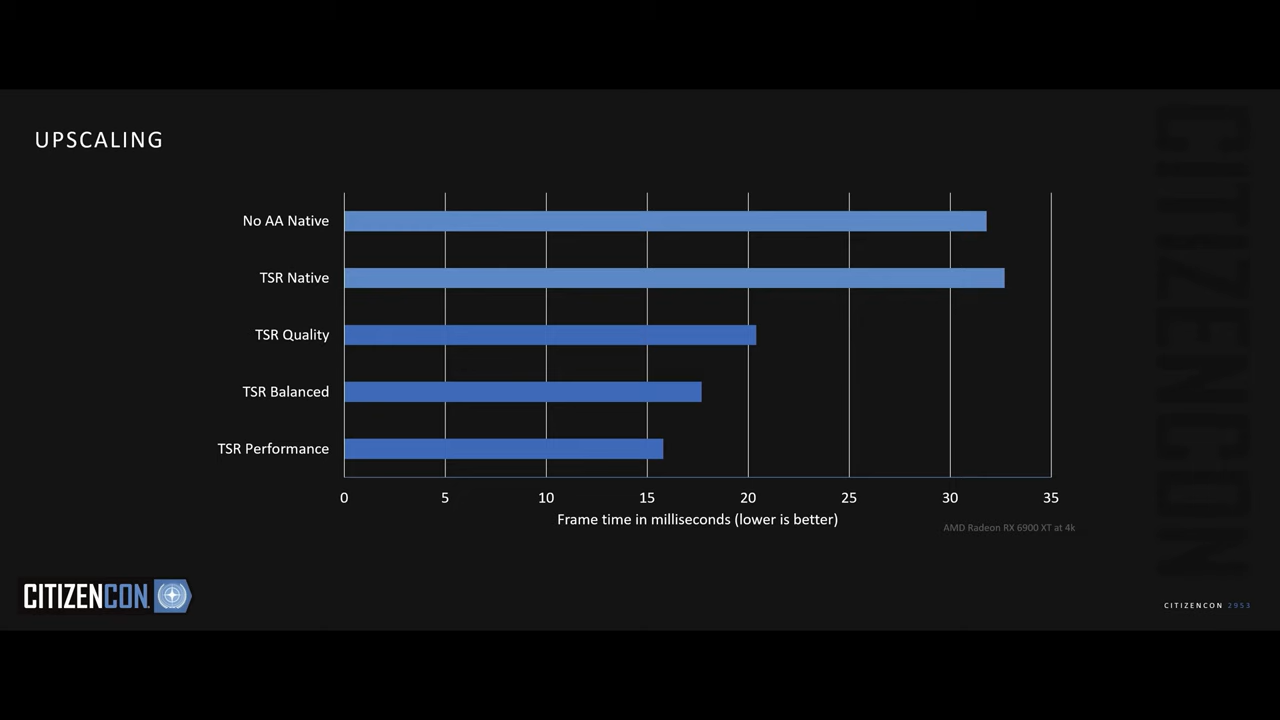 UPSCALING
No AA Native
TSR Native
TSR Quality
TSR Balanced
TSR Performance
0 5 10 15 20 25 30 35
Frame time in milliseconds (lower is better)
AMD Radeon RX 6900 XT at 4k
CITIZENCON
CITIZENCON.
CITIZENCON 2953